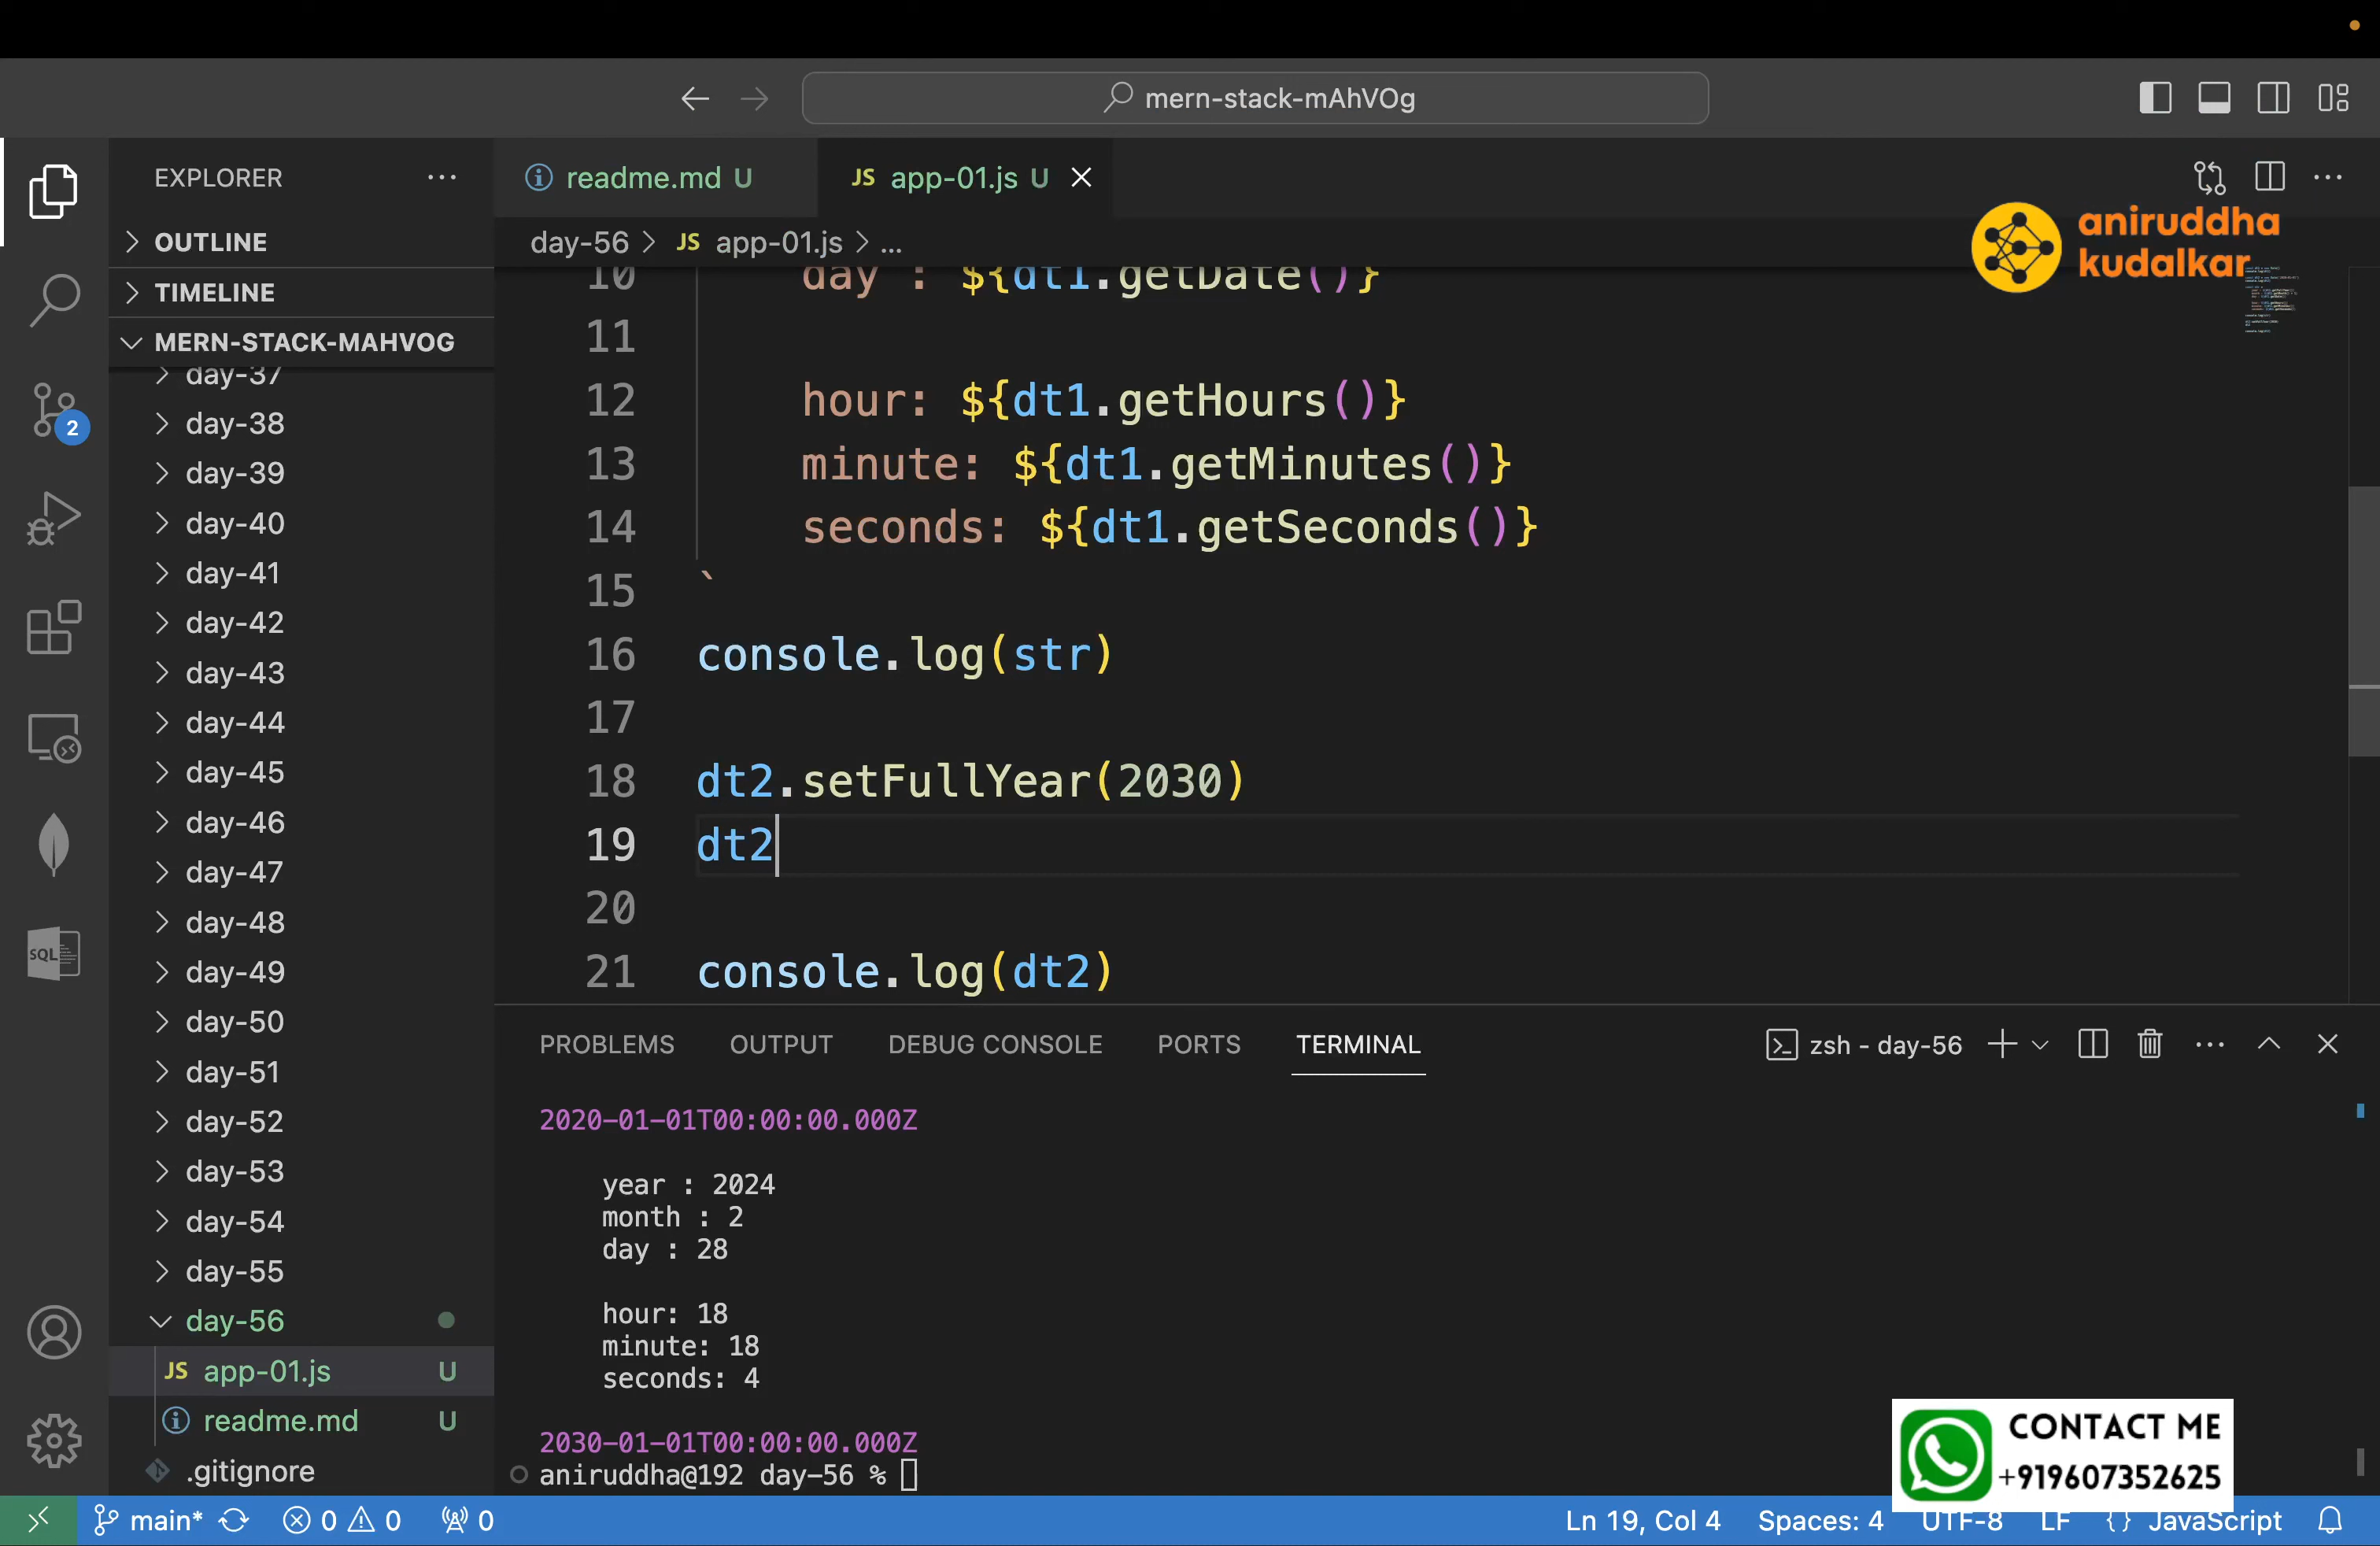 mern-stack-mAhVOg
EXPLORER
readme.md U
JS app-01.js U
aniruddha
kudalkar
OUTLINE
day-56 > JS app-01.js > ...
TIMELINE
MERN-STACK-MAHVOG
10 day : ${dt1.getDate()}
11
12 hour: ${dt1.getHours()}
13 minute: ${dt1.getMinutes()}
14 seconds: ${dt1.getSeconds()}
15 `
16 console.log(str)
17
18 dt2.setFullYear(2030)
19 dt2
20
21 console.log(dt2)
2
day-37
day-38
day-39
day-40
day-41
day-42
day-43
day-44
day-45
day-46
day-47
day-48
day-49
day-50
day-51
day-52
day-53
day-54
day-55
day-56
JS app-01.js U
readme.md U
.gitignore
SQL
PROBLEMS OUTPUT DEBUG CONSOLE PORTS TERMINAL
zsh - day-56
2020-01-01T00:00:00.000Z
year : 2024
month : 2
day : 28
hour: 18
minute: 18
seconds: 4
2030-01-01T00:00:00.000Z
aniruddha@192 day-56 %
CONTACT ME
+919607352625
main* 0 0 0
Ln 19, Col 4 Spaces: 4 UTF-8 LF {} JavaScript